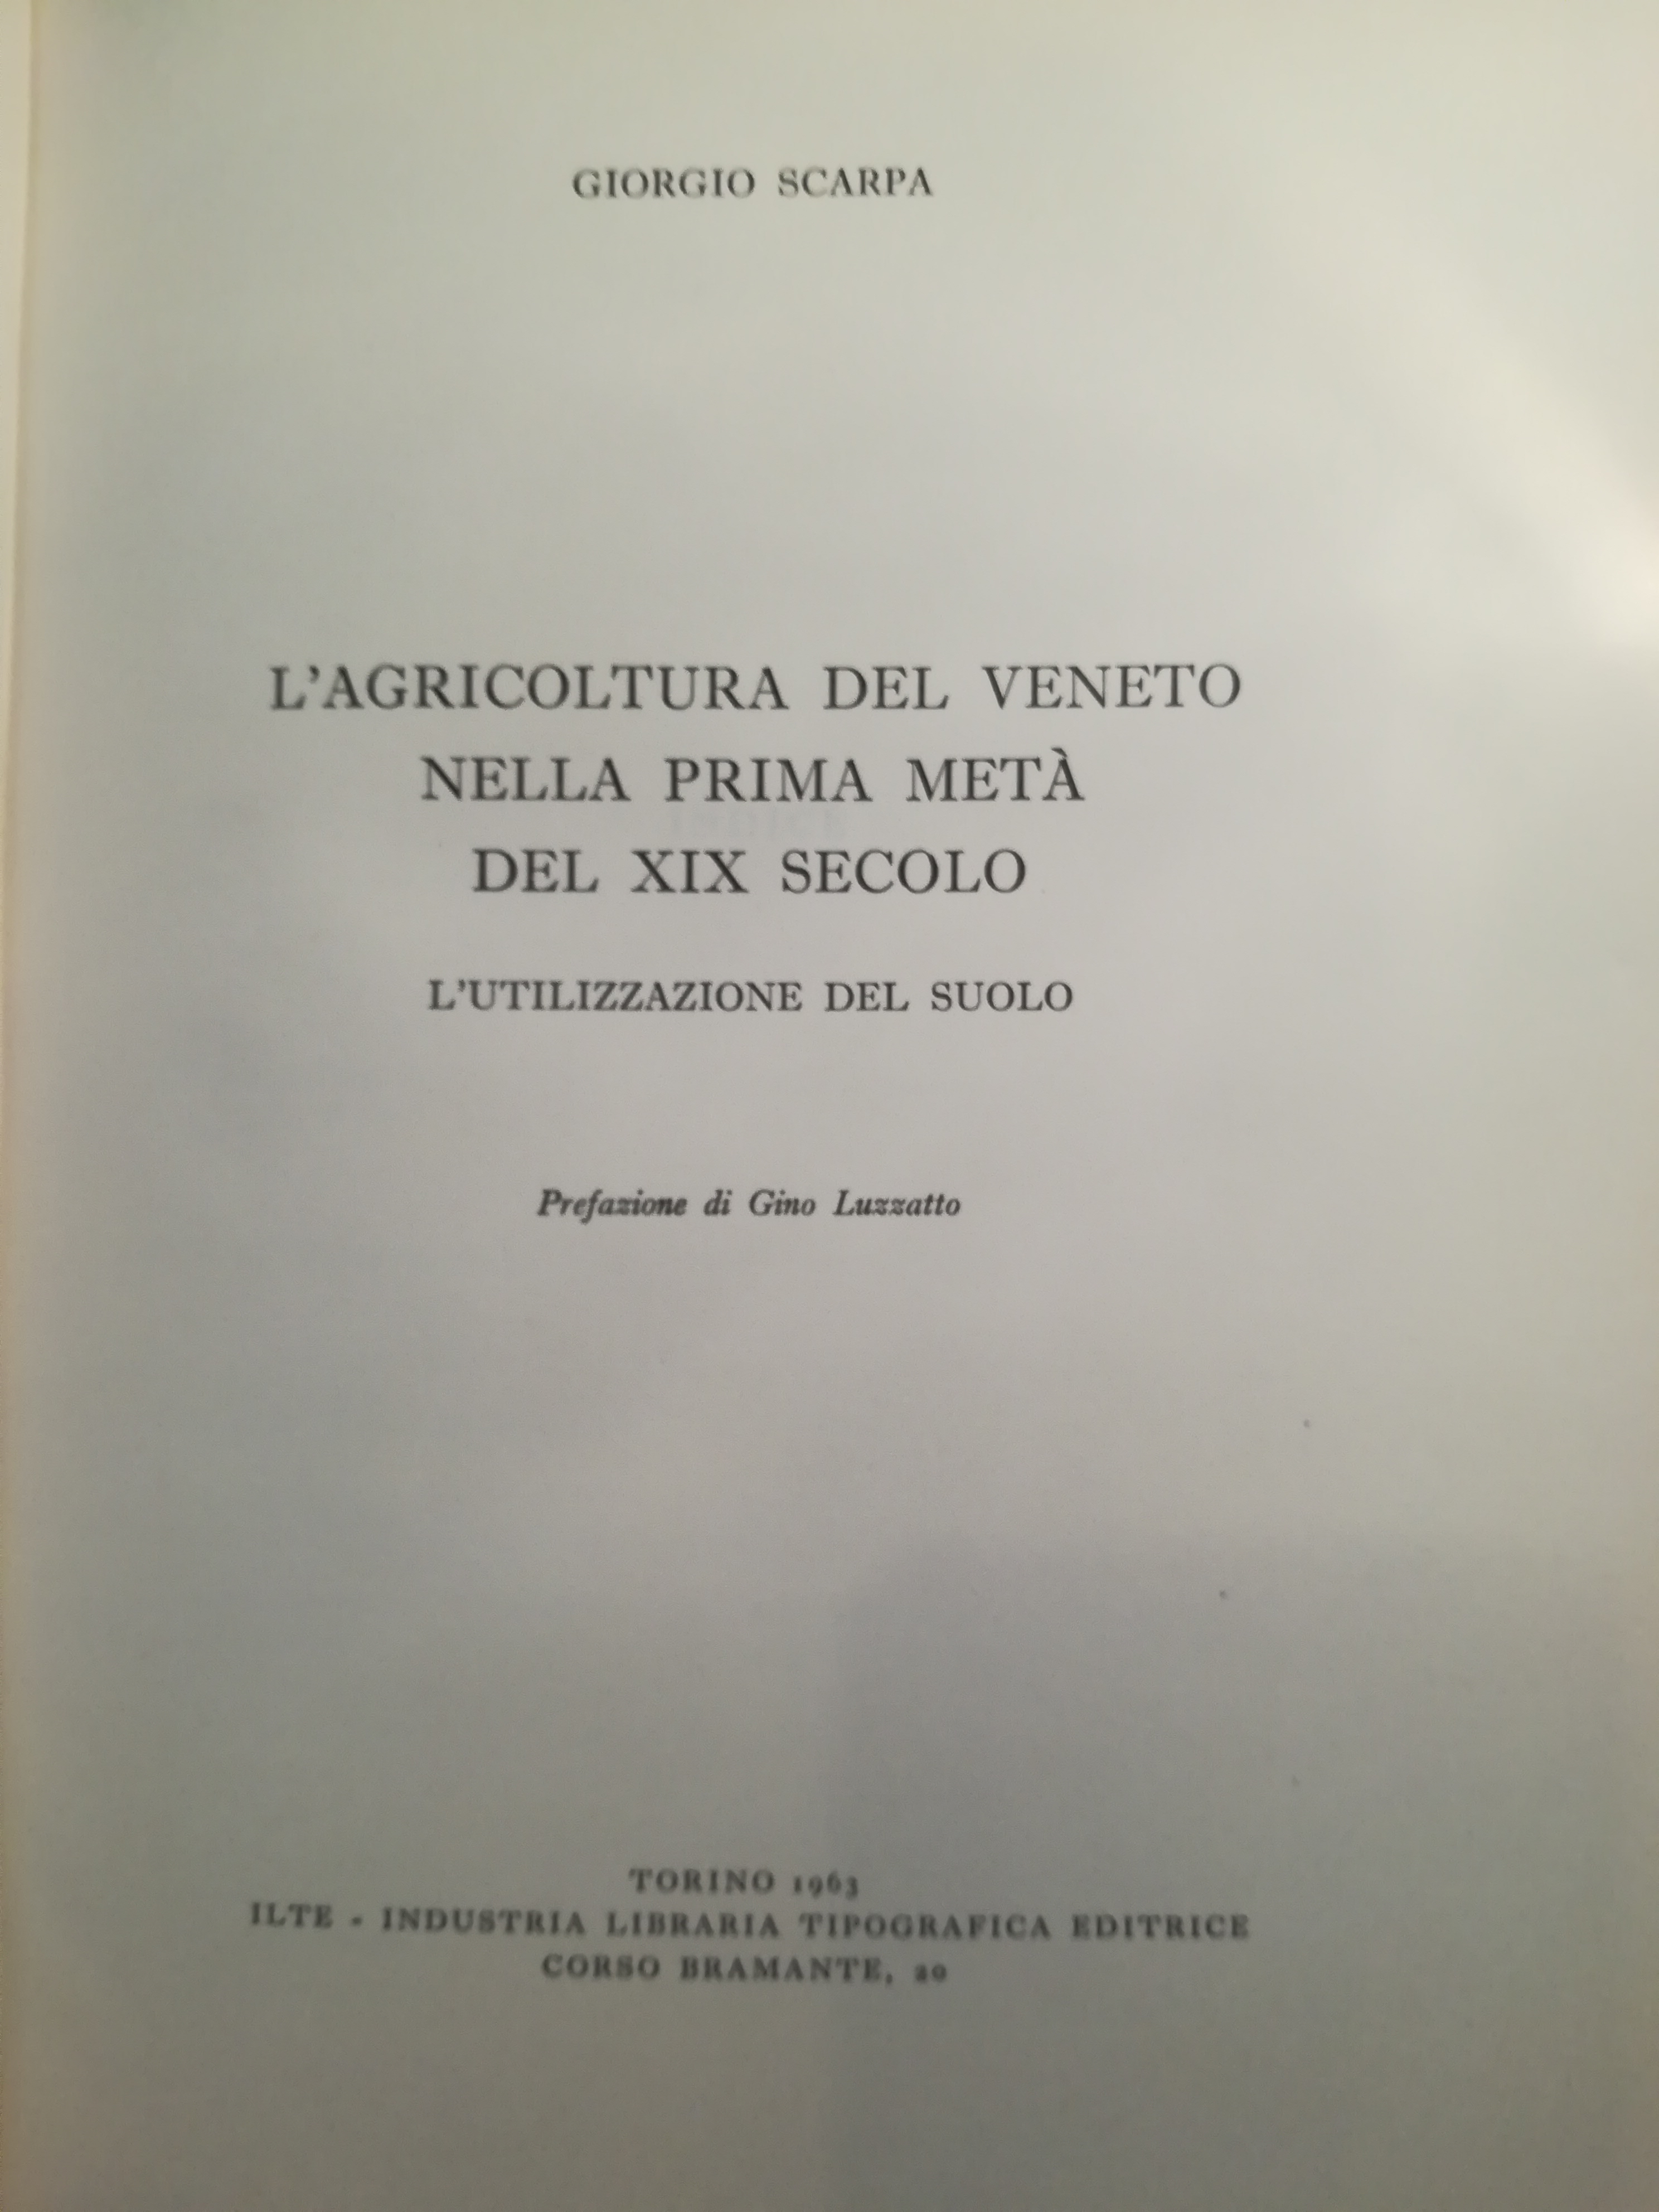 GIORGIO SCARPA
L'AGRICOLTURA DEL VENETO
NELLA PRIMA METÀ
DEL XIX SECOLO
L'UTILIZZAZIONE DEL SUOLO
Prefazione di Gino Luzzatto
TORINO 1963
ILTE - INDUSTRIA LIBRARIA TIPOGRAFICA EDITRICE
CORSO BRAMANTE, 20